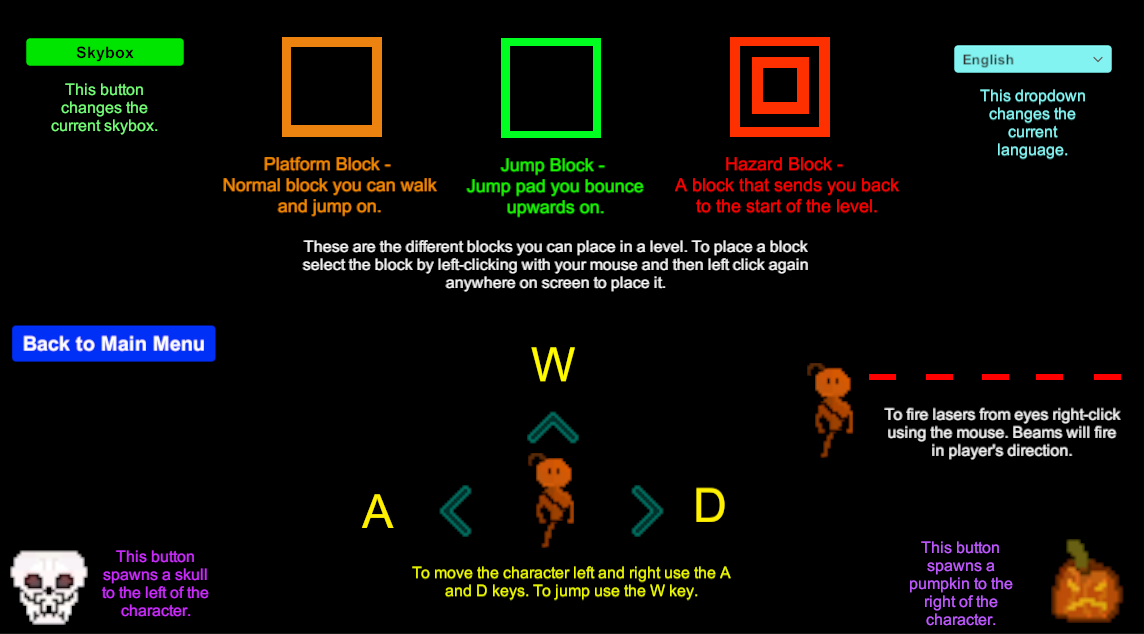 Skybox
This button
changes the
current skybox.
Platform Block -
Normal block you can walk
and jump on.
Jump Block -
Jump pad you bounce
upwards on.
Hazard Block -
A block that sends you back
to the start of the level.
English
This dropdown
changes the
current
language.
These are the different blocks you can place in a level. To place a block
select the block by left-clicking with your mouse and then left click again
anywhere on screen to place it.
Back to Main Menu
W
A
D
To fire lasers from eyes right-click
using the mouse. Beams will fire
in player's direction.
This button
spawns a skull
to the left of the
character.
To move the character left and right use the A
and D keys. To jump use the W key.
This button
spawns a
pumpkin to the
right of the
character.